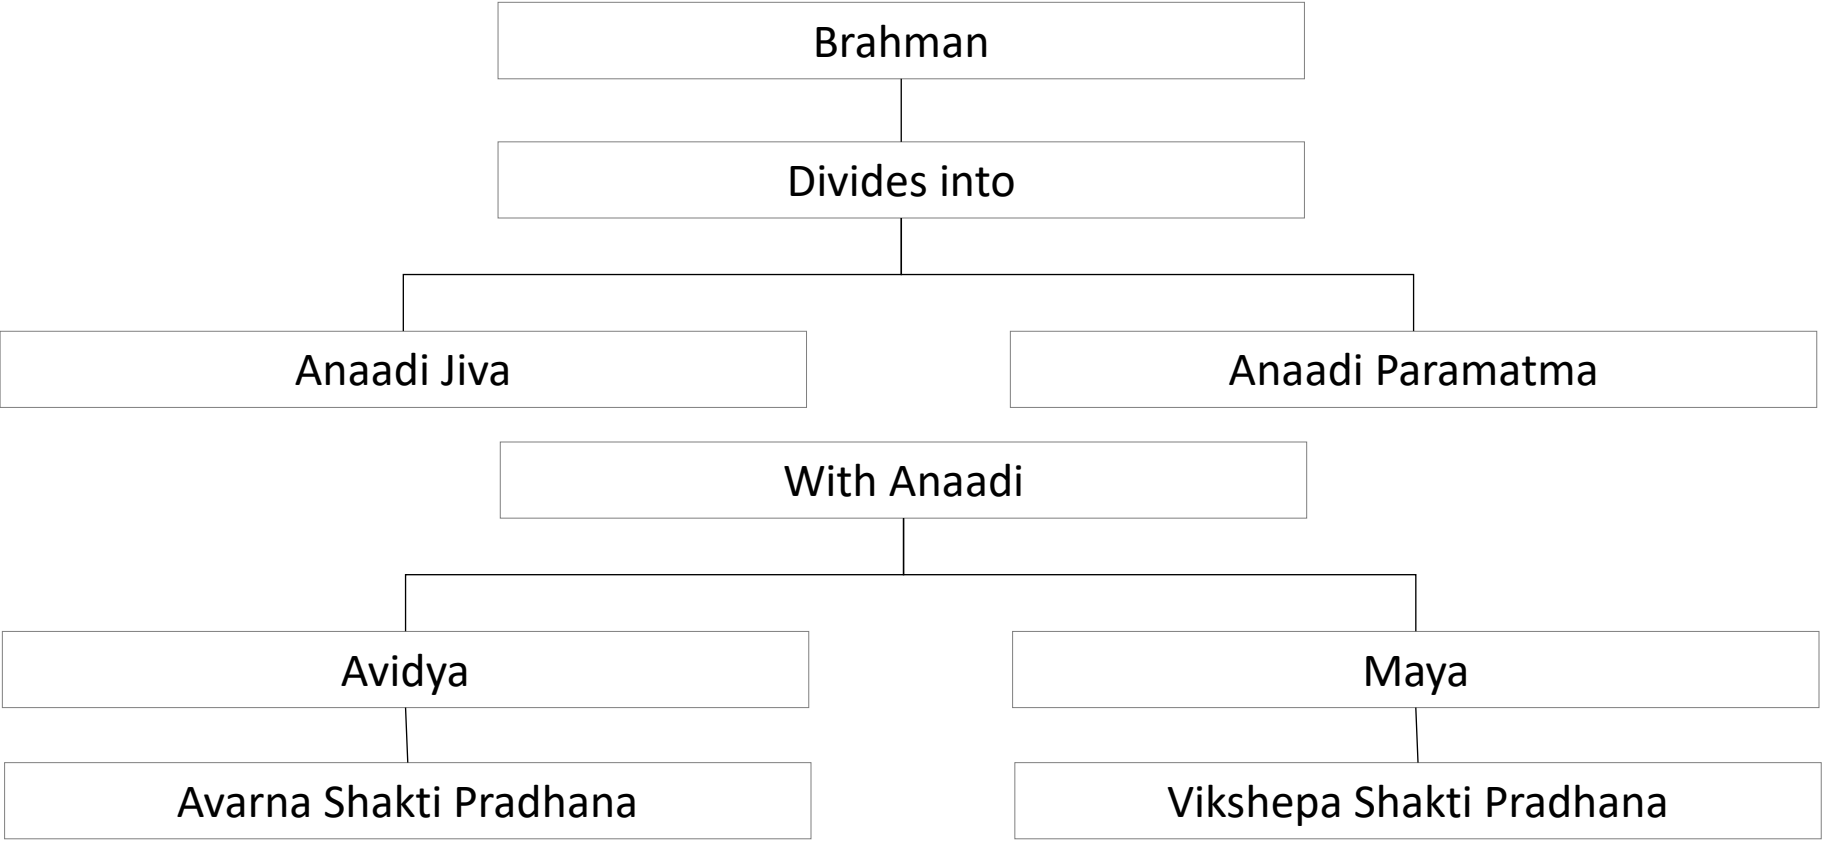 Brahman
Divides into
Anaadi Jiva
Anaadi Paramatma
With Anaadi
Avidya
Maya
Avarna Shakti Pradhana
Vikshepa Shakti Pradhana